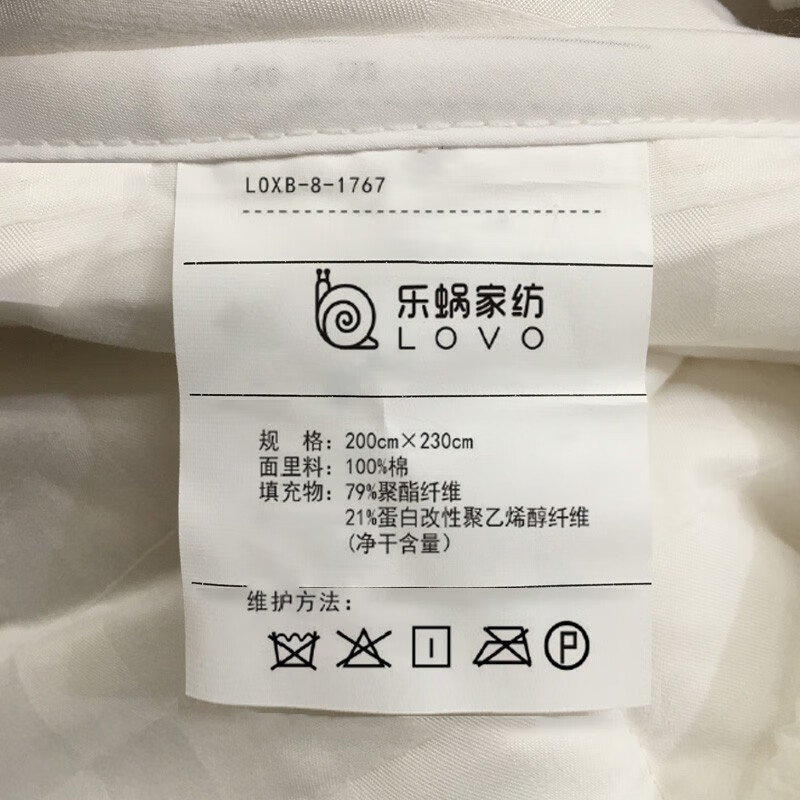 LOXB-8-1767
乐蜗家纺
LOVO
规 格：200cm×230cm
面里料：100%棉
填充物：79%聚酯纤维
21%蛋白改性聚乙烯醇纤维
(净干含量)
维护方法：
P